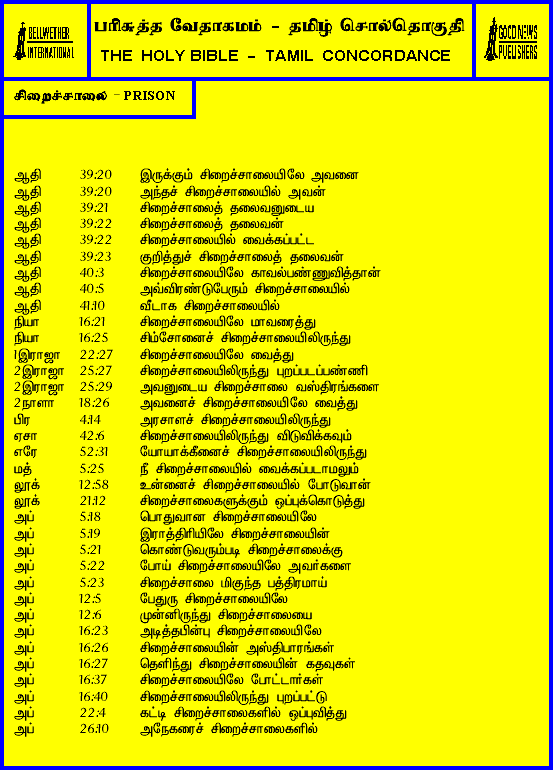 BELLWETHER
INTERNATIONAL
பரிசுத்த வேதாகமம் - தமிழ் சொல்தொகுதி
THE HOLY BIBLE - TAMIL CONCORDANCE
GOOD NEWS
PUBLISHERS
சிறைச்சாலை - PRISON
ஆதி 39:20 இருக்கும் சிறைச்சாலையிலே அவனை
ஆதி 39:20 அந்தச் சிறைச்சாலையில் அவன்
ஆதி 39:21 சிறைச்சாலைத் தலைவனுடைய
ஆதி 39:22 சிறைச்சாலைத் தலைவன்
ஆதி 39:22 சிறைச்சாலையில் வைக்கப்பட்ட
ஆதி 39:23 குறித்துச் சிறைச்சாலைத் தலைவன்
ஆதி 40:3 சிறைச்சாலையிலே காவல்பண்ணுவித்தான்
ஆதி 40:5 அவ்விரண்டுபேரும் சிறைச்சாலையில்
ஆதி 41:10 வீடாக சிறைச்சாலையில்
நியா 16:21 சிறைச்சாலையிலே மாவரைத்து
நியா 16:25 சிம்சோனைச் சிறைச்சாலையிலிருந்து
1இராஜா 22:27 சிறைச்சாலையிலே வைத்து
2இராஜா 25:27 சிறைச்சாலையிலிருந்து புறப்படப்பண்ணி
2இராஜா 25:29 அவனுடைய சிறைச்சாலை வஸ்திரங்களை
2நாளா 18:26 அவனைச் சிறைச்சாலையிலே வைத்து
பிர 4:14 அரசாளச் சிறைச்சாலையிலிருந்து
ஏசா 42:6 சிறைச்சாலையிலிருந்து விடுவிக்கவும்
எரே 52:31 யோயாக்கீனைச் சிறைச்சாலையிலிருந்து
மத் 5:25 நீ சிறைச்சாலையில் வைக்கப்படாமலும்
லூக் 12:58 உன்னைச் சிறைச்சாலையில் போடுவான்
லூக் 21:12 சிறைச்சாலைகளுக்கும் ஒப்புக்கொடுத்து
அப் 5:18 பொதுவான சிறைச்சாலையிலே
அப் 5:19 இராத்திரியிலே சிறைச்சாலையின்
அப் 5:21 கொண்டுவரும்படி சிறைச்சாலைக்கு
அப் 5:22 போய் சிறைச்சாலையிலே அவர்களை
அப் 5:23 சிறைச்சாலை மிகுந்த பத்திரமாய்
அப் 12:5 பேதுரு சிறைச்சாலையிலே
அப் 12:6 முன்னிருந்து சிறைச்சாலையை
அப் 16:23 அடித்தபின்பு சிறைச்சாலையிலே
அப் 16:26 சிறைச்சாலையின் அஸ்திபாரங்கள்
அப் 16:27 தெளிந்து சிறைச்சாலையின் கதவுகள்
அப் 16:37 சிறைச்சாலையிலே போட்டார்கள்
அப் 16:40 சிறைச்சாலையிலிருந்து புறப்பட்டு
அப் 22:4 கட்டி சிறைச்சாலைகளில் ஒப்புவித்து
அப் 26:10 அநேகரைச் சிறைச்சாலைகளில்